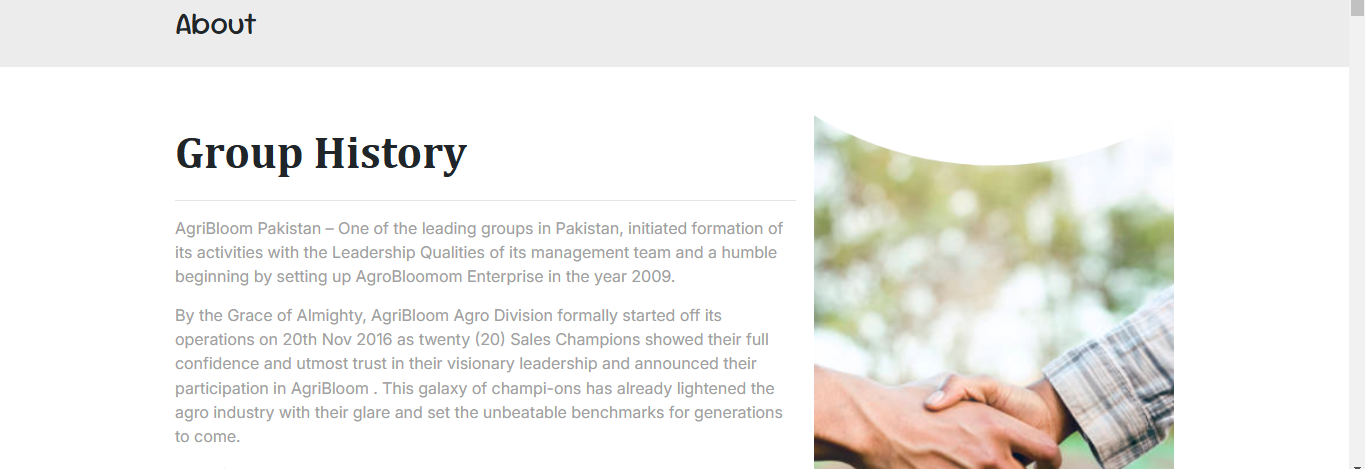 About
Group History
AgriBloom Pakistan – One of the leading groups in Pakistan, initiated formation of
its activities with the Leadership Qualities of its management team and a humble
beginning by setting up AgroBloomom Enterprise in the year 2009.
By the Grace of Almighty, AgriBloom Agro Division formally started off its
operations on 20th Nov 2016 as twenty (20) Sales Champions showed their full
confidence and utmost trust in their visionary leadership and announced their
participation in AgriBloom . This galaxy of champi-ons has already lightened the
agro industry with their glare and set the unbeatable benchmarks for generations
to come.